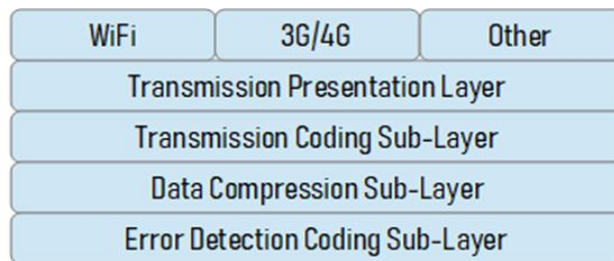 WiFi 3G/4G Other
Transmission Presentation Layer
Transmission Coding Sub-Layer
Data Compression Sub-Layer
Error Detection Coding Sub-Layer